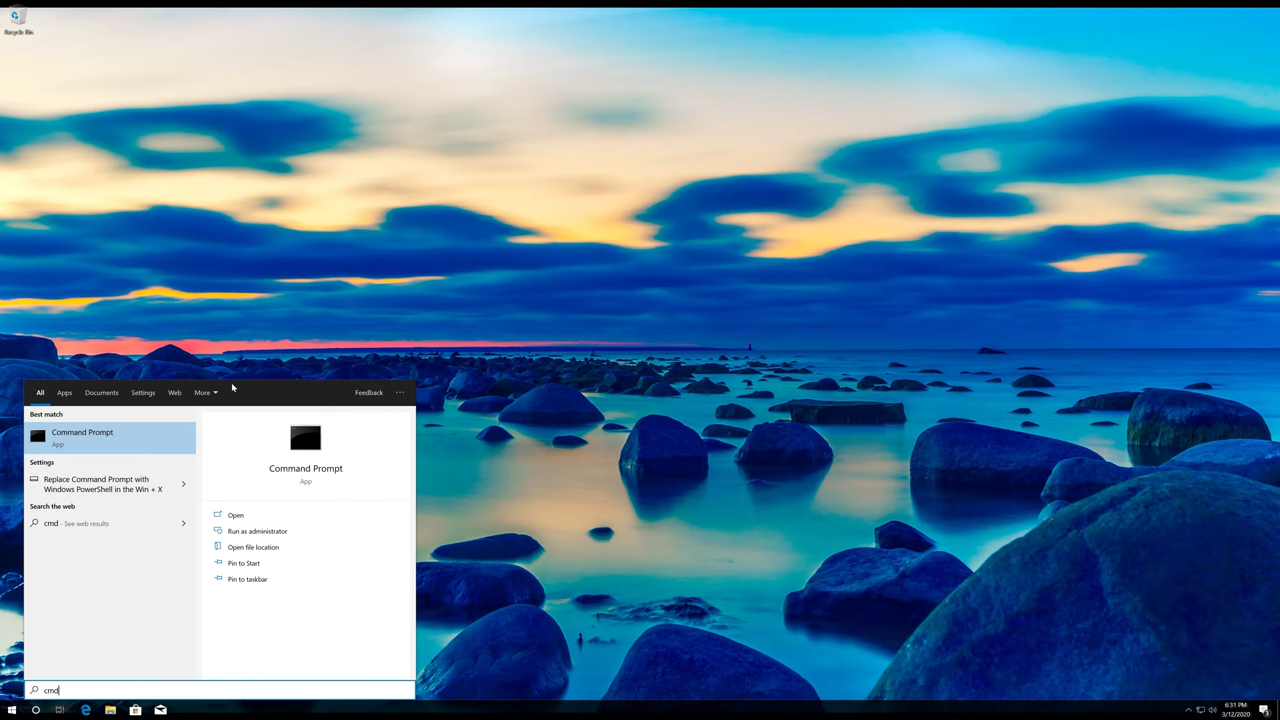 Recycle Bin
All Apps Documents Settings Web More Feedback ...
Best match
Command Prompt
App
Settings
Replace Command Prompt with
Windows PowerShell in the Win + X
Search the web
cmd - See web results
Command Prompt
App
Open
Run as administrator
Open file location
Pin to Start
Pin to taskbar
cmd
6:31 PM
3/12/2020